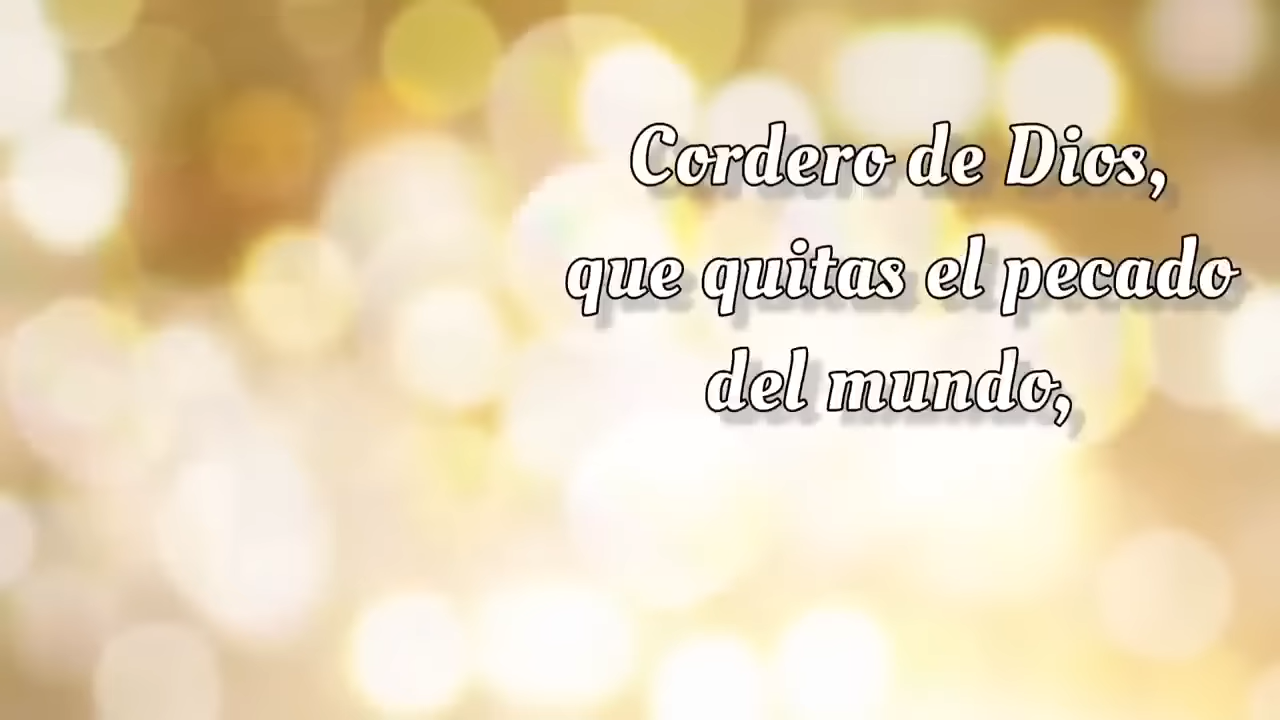 Cordero de Dios,
que quitas el pecado
del mundo,